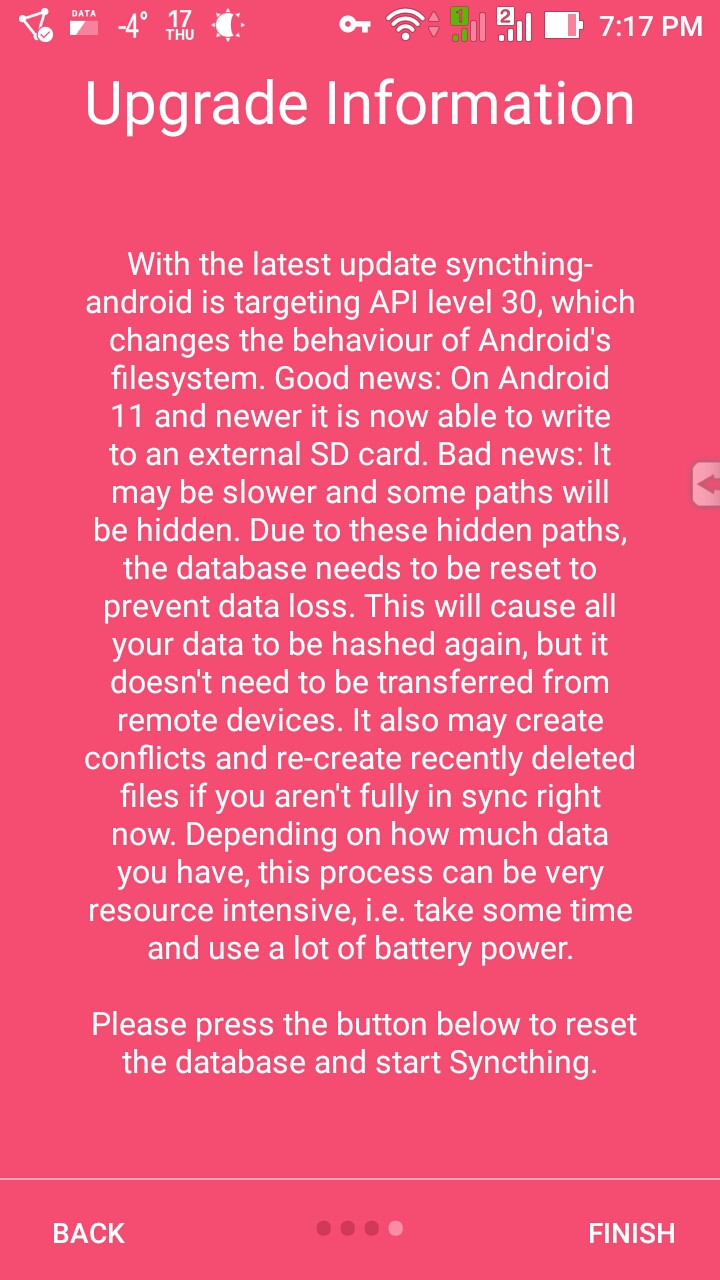 DATA
-4°
17
THU
1
2
7:17 PM
Upgrade Information
With the latest update syncthing-
android is targeting API level 30, which
changes the behaviour of Android's
filesystem. Good news: On Android
11 and newer it is now able to write
to an external SD card. Bad news: It
may be slower and some paths will
be hidden. Due to these hidden paths,
the database needs to be reset to
prevent data loss. This will cause all
your data to be hashed again, but it
doesn't need to be transferred from
remote devices. It also may create
conflicts and re-create recently deleted
files if you aren't fully in sync right
now. Depending on how much data
you have, this process can be very
resource intensive, i.e. take some time
and use a lot of battery power.
Please press the button below to reset
the database and start Syncthing.
BACK
FINISH